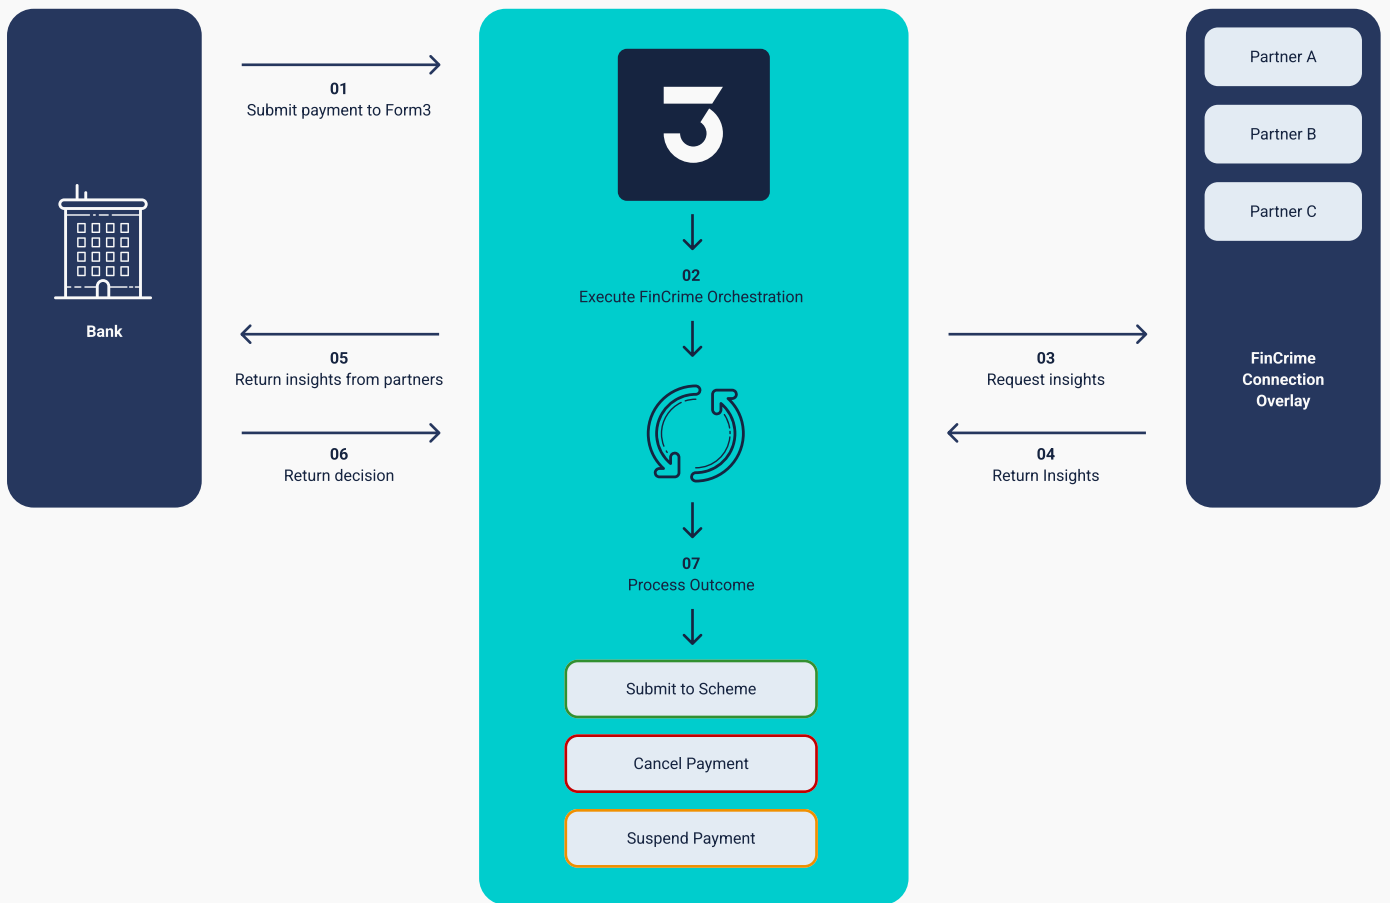 01
Submit payment to Form3
Bank
05
Return insights from partners
06
Return decision
3
02
Execute FinCrime Orchestration
07
Process Outcome
Submit to Scheme
Cancel Payment
Suspend Payment
03
Request insights
04
Return Insights
Partner A
Partner B
Partner C
FinCrime
Connection
Overlay